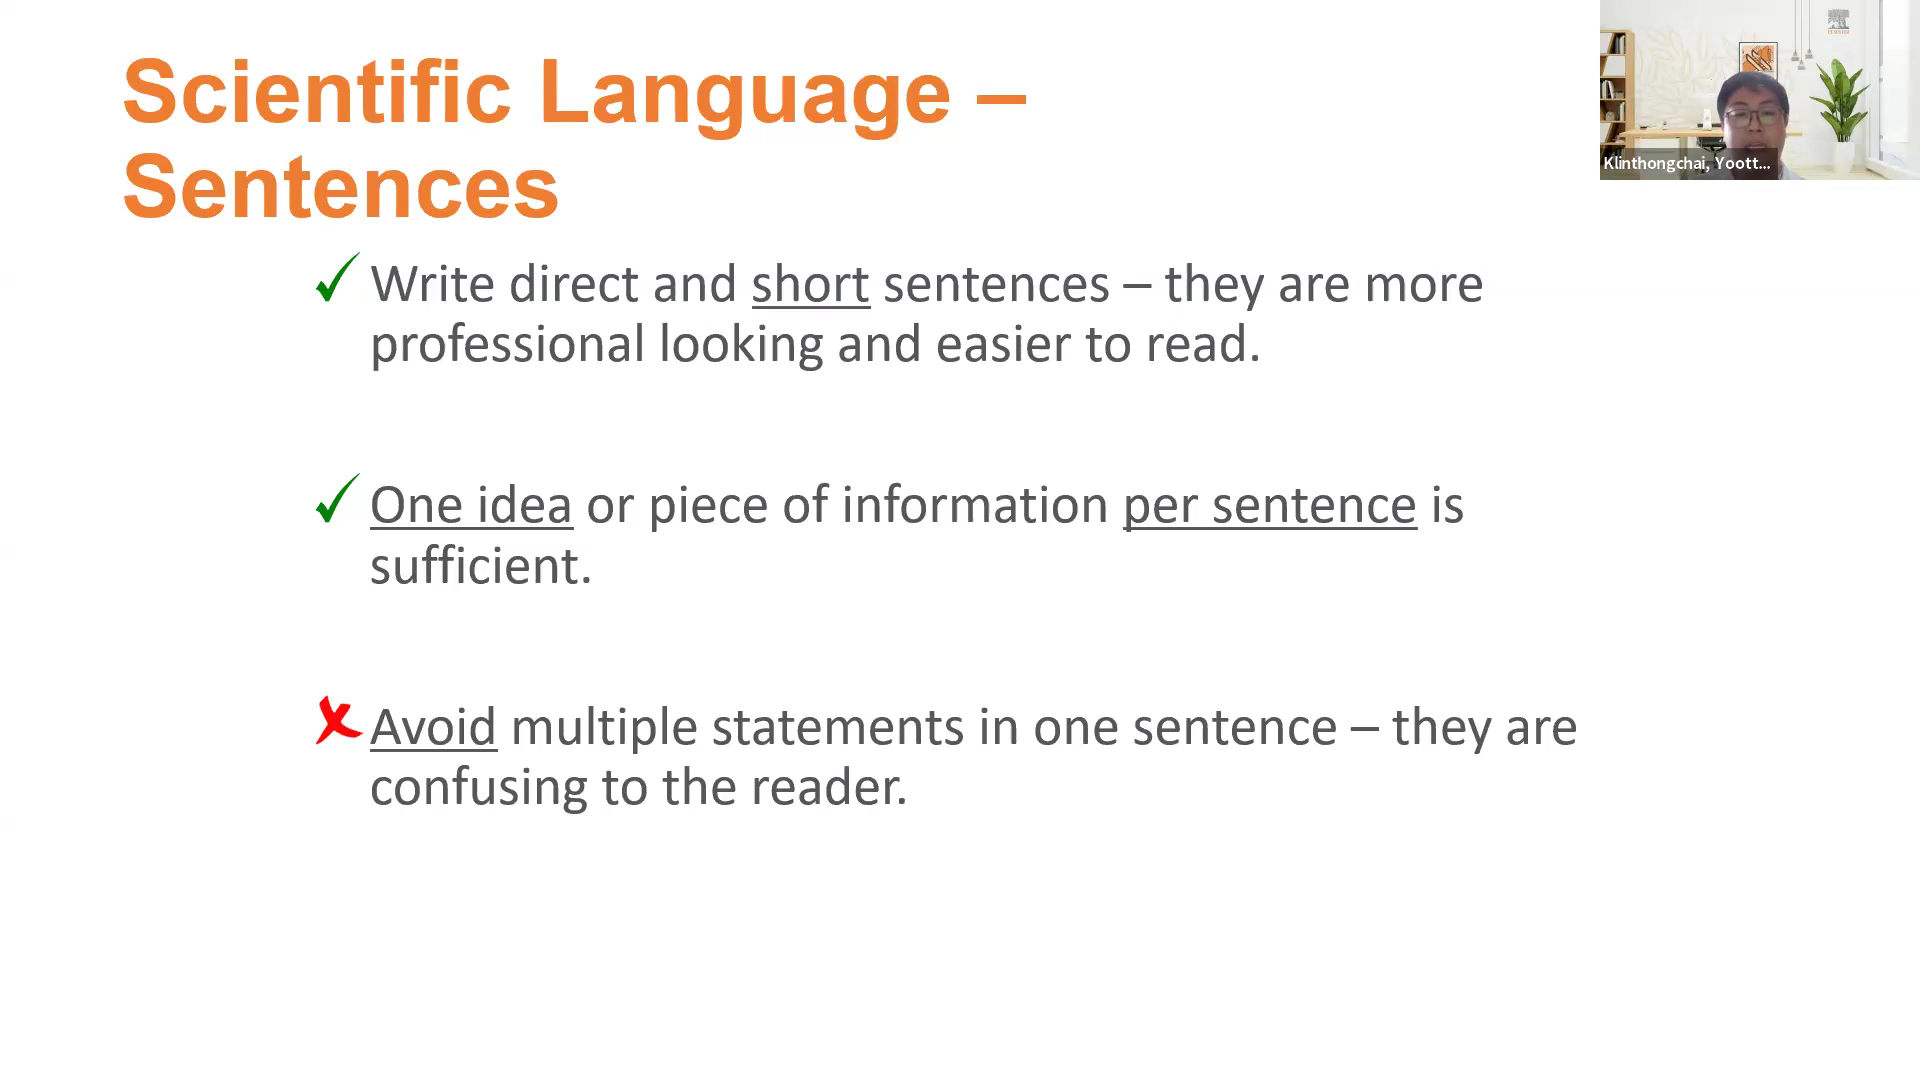 Scientific Language –
Sentences
Write direct and short sentences – they are more
professional looking and easier to read.
One idea or piece of information per sentence is
sufficient.
Avoid multiple statements in one sentence – they are
confusing to the reader.
Klinthongchai, Yoott...
ELSEVIER